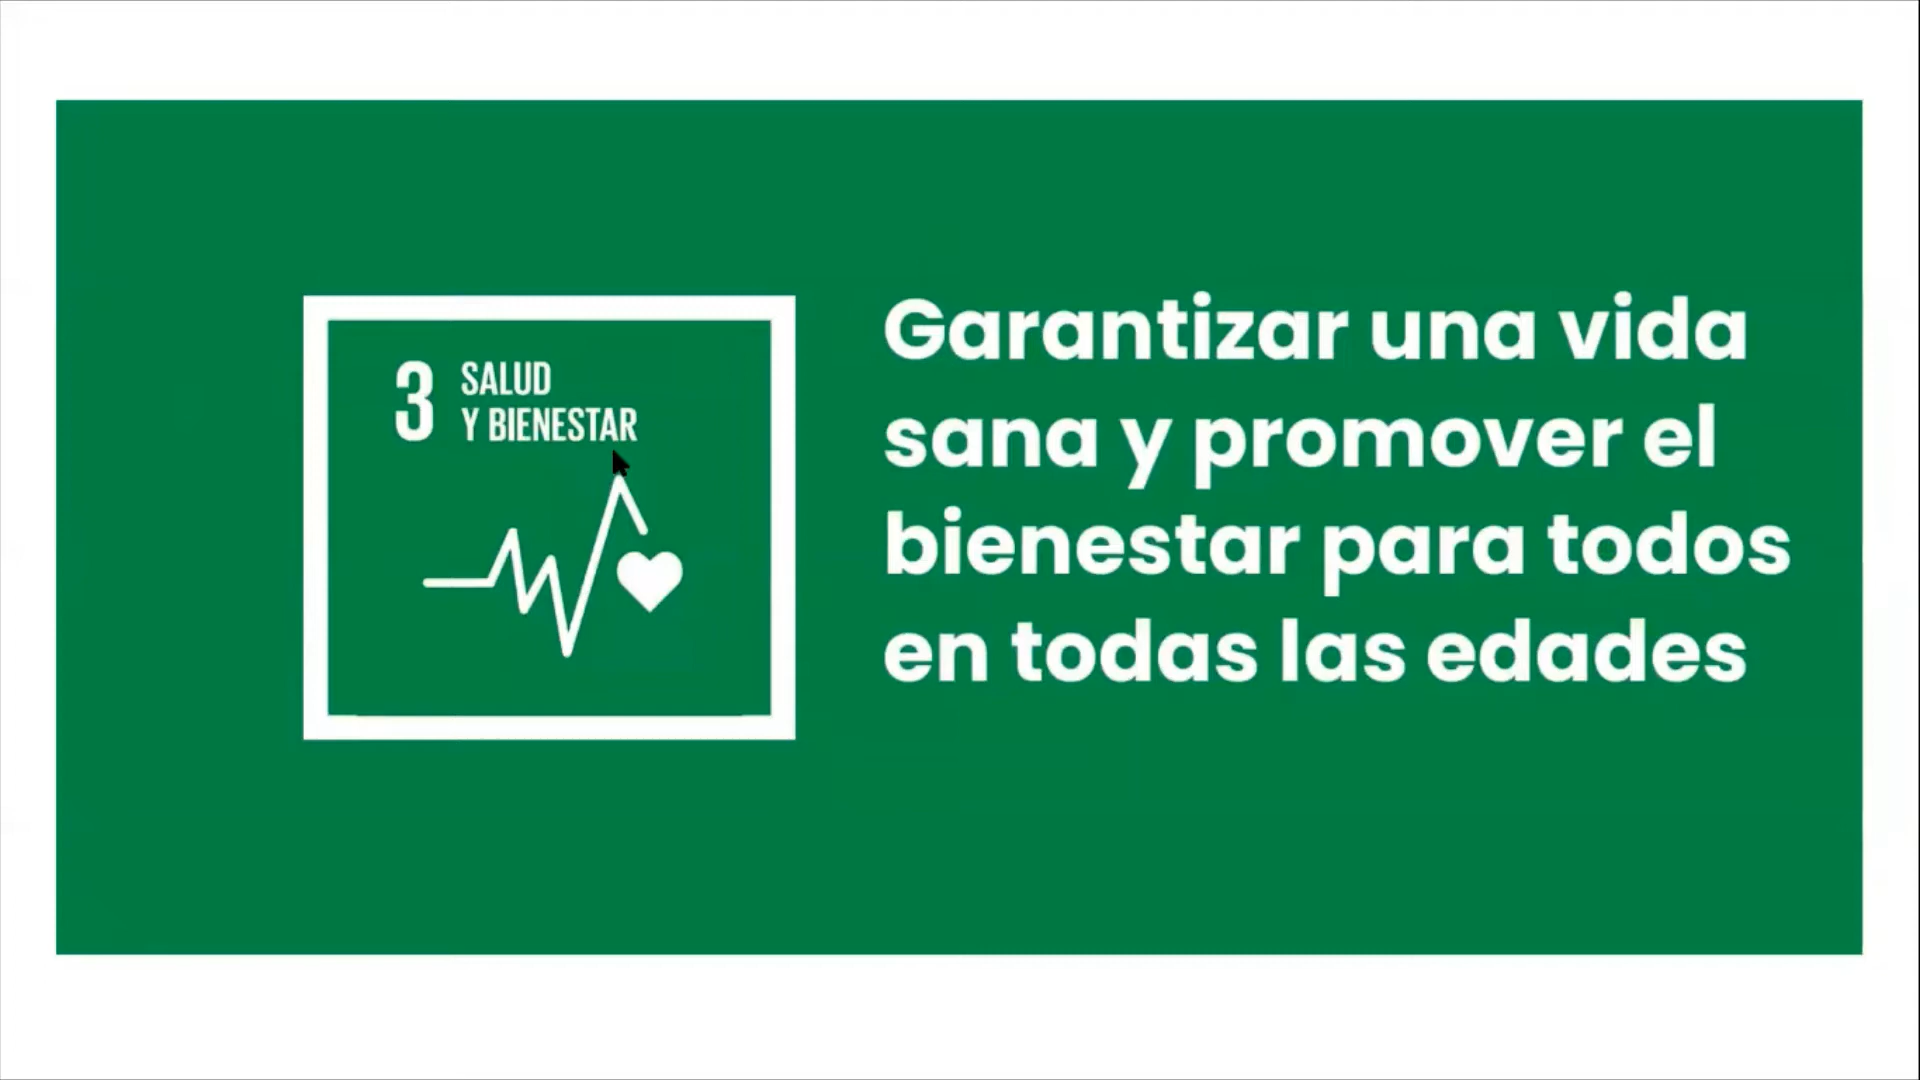 3 SALUD
Y BIENESTAR
Garantizar una vida
sana y promover el
bienestar para todos
en todas las edades